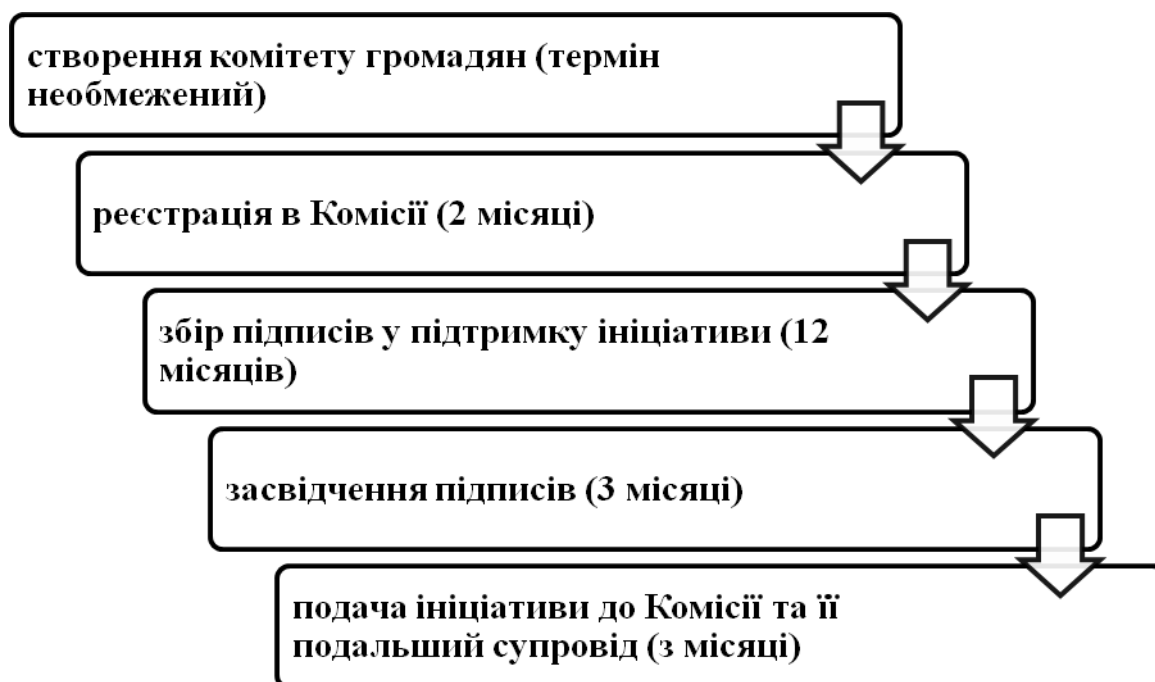 створення комітету громадян (термін
необмежений)
реєстрація в Комісії (2 місяці)
збір підписів у підтримку ініціативи (12
місяців)
засвідчення підписів (3 місяці)
подача ініціативи до Комісії та її
подальший супровід (з місяці)